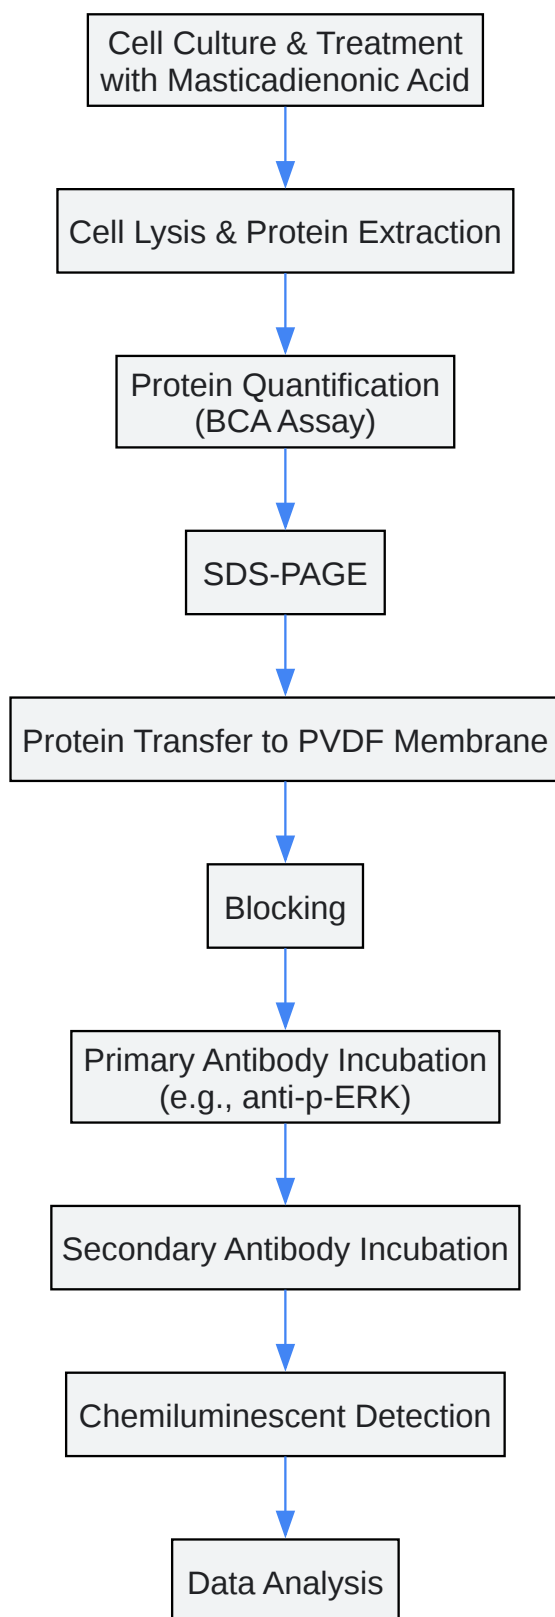 Cell Culture & Treatment
with Masticadienonic Acid
Cell Lysis & Protein Extraction
Protein Quantification
(BCA Assay)
SDS-PAGE
Protein Transfer to PVDF Membrane
Blocking
Primary Antibody Incubation
(e.g., anti-p-ERK)
Secondary Antibody Incubation
Chemiluminescent Detection
Data Analysis